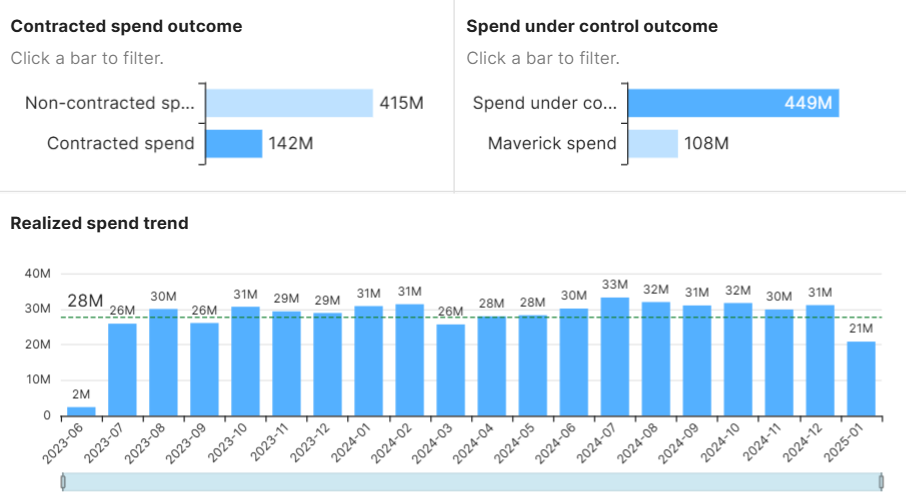 Contracted spend outcome
Click a bar to filter.
Non-contracted sp... 415M
Contracted spend 142M
Spend under control outcome
Click a bar to filter.
Spend under co... 449M
Maverick spend 108M
Realized spend trend
40M
30M
20M
10M
0
28M
2M
26M
30M
26M
31M
29M
29M
31M
31M
26M
28M
28M
30M
33M
32M
31M
32M
30M
31M
21M
2023-06
2023-07
2023-08
2023-09
2023-10
2023-11
2023-12
2024-01
2024-02
2024-03
2024-04
2024-05
2024-06
2024-07
2024-08
2024-09
2024-10
2024-11
2024-12
2025-01